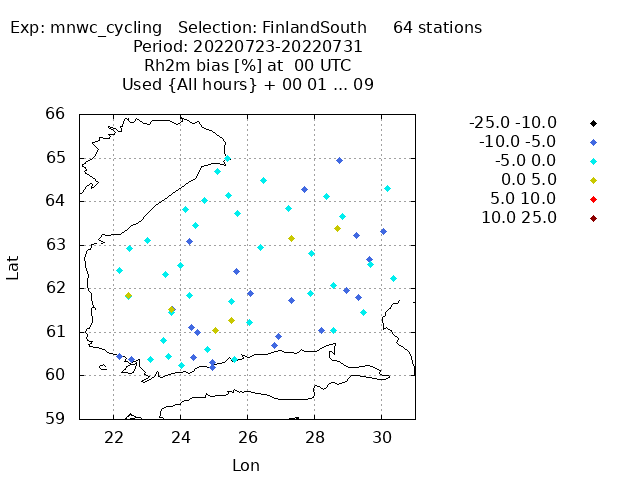 Exp: mnwc_cycling   Selection: FinlandSouth     64 stations
Period: 20220723-20220731
Rh2m bias [%] at  00 UTC
Used {All hours} + 00 01 ... 09
-25.0 -10.0
-10.0 -5.0
-5.0 0.0
0.0 5.0
5.0 10.0
10.0 25.0
66
65
64
63
62
61
60
59
Lat
22 24 26 28 30
Lon